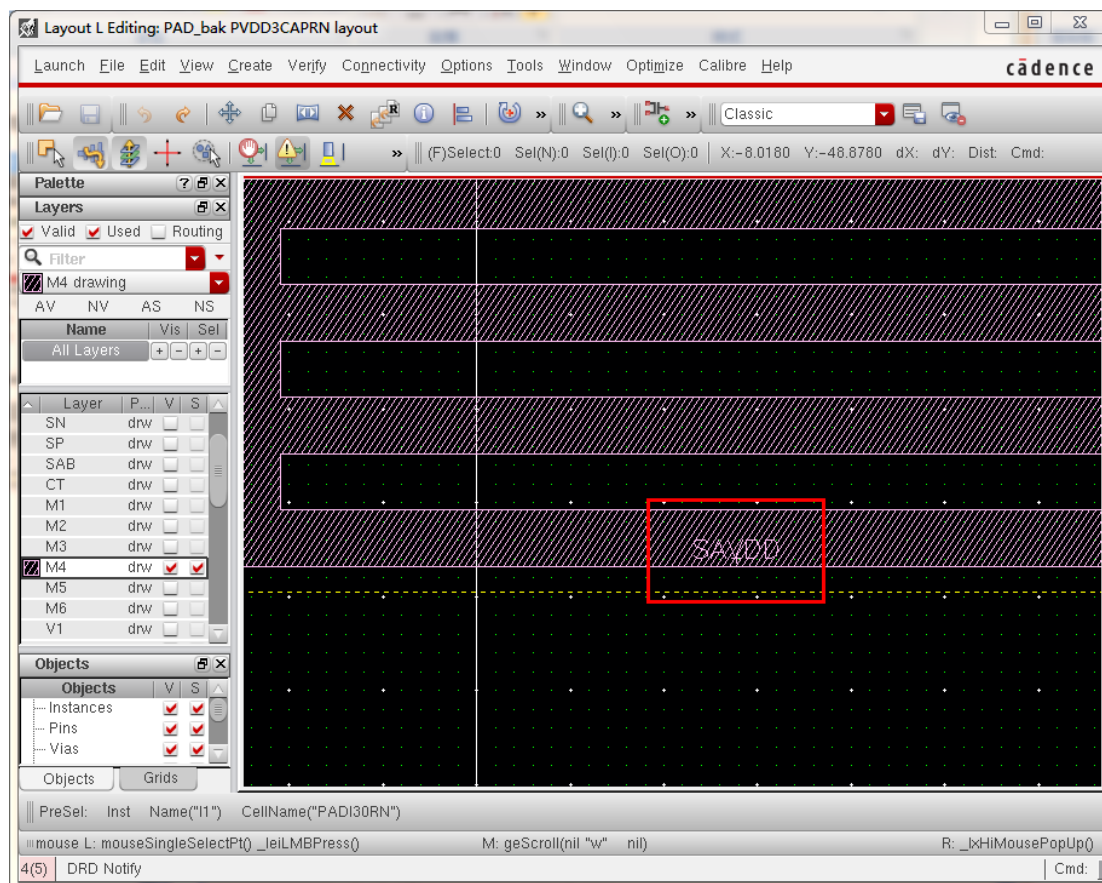 Layout L Editing: PAD_bak PVDD3CAPRN layout
Launch File Edit View Create Verify Connectivity Options Tools Window Optimize Calibre Help
cādence
R » » » Classic
» (F)Select:0 Sel(N):0 Sel(I):0 Sel(O):0 X:-8.0180 Y:-48.8780 dX: dY: Dist: Cmd:
Palette
Layers
Valid Used Routing
Filter
M4 drawing
AV NV AS NS
Name Vis Sel
All Layers + - + -
Layer P... V S
SN drw
SP drw
SAB drw
CT drw
M1 drw
M2 drw
M3 drw
M4 drw
M5 drw
M6 drw
V1 drw
SAVDD
Objects
Objects V S
Instances
Pins
Vias
Objects Grids
PreSel: Inst Name("I1") CellName("PADI30RN")
mouse L: mouseSingleSelectPt() _leiLMBPress() M: geScroll(nil "w" nil) R: _lxHiMousePopUp()
4(5) DRD Notify Cmd: